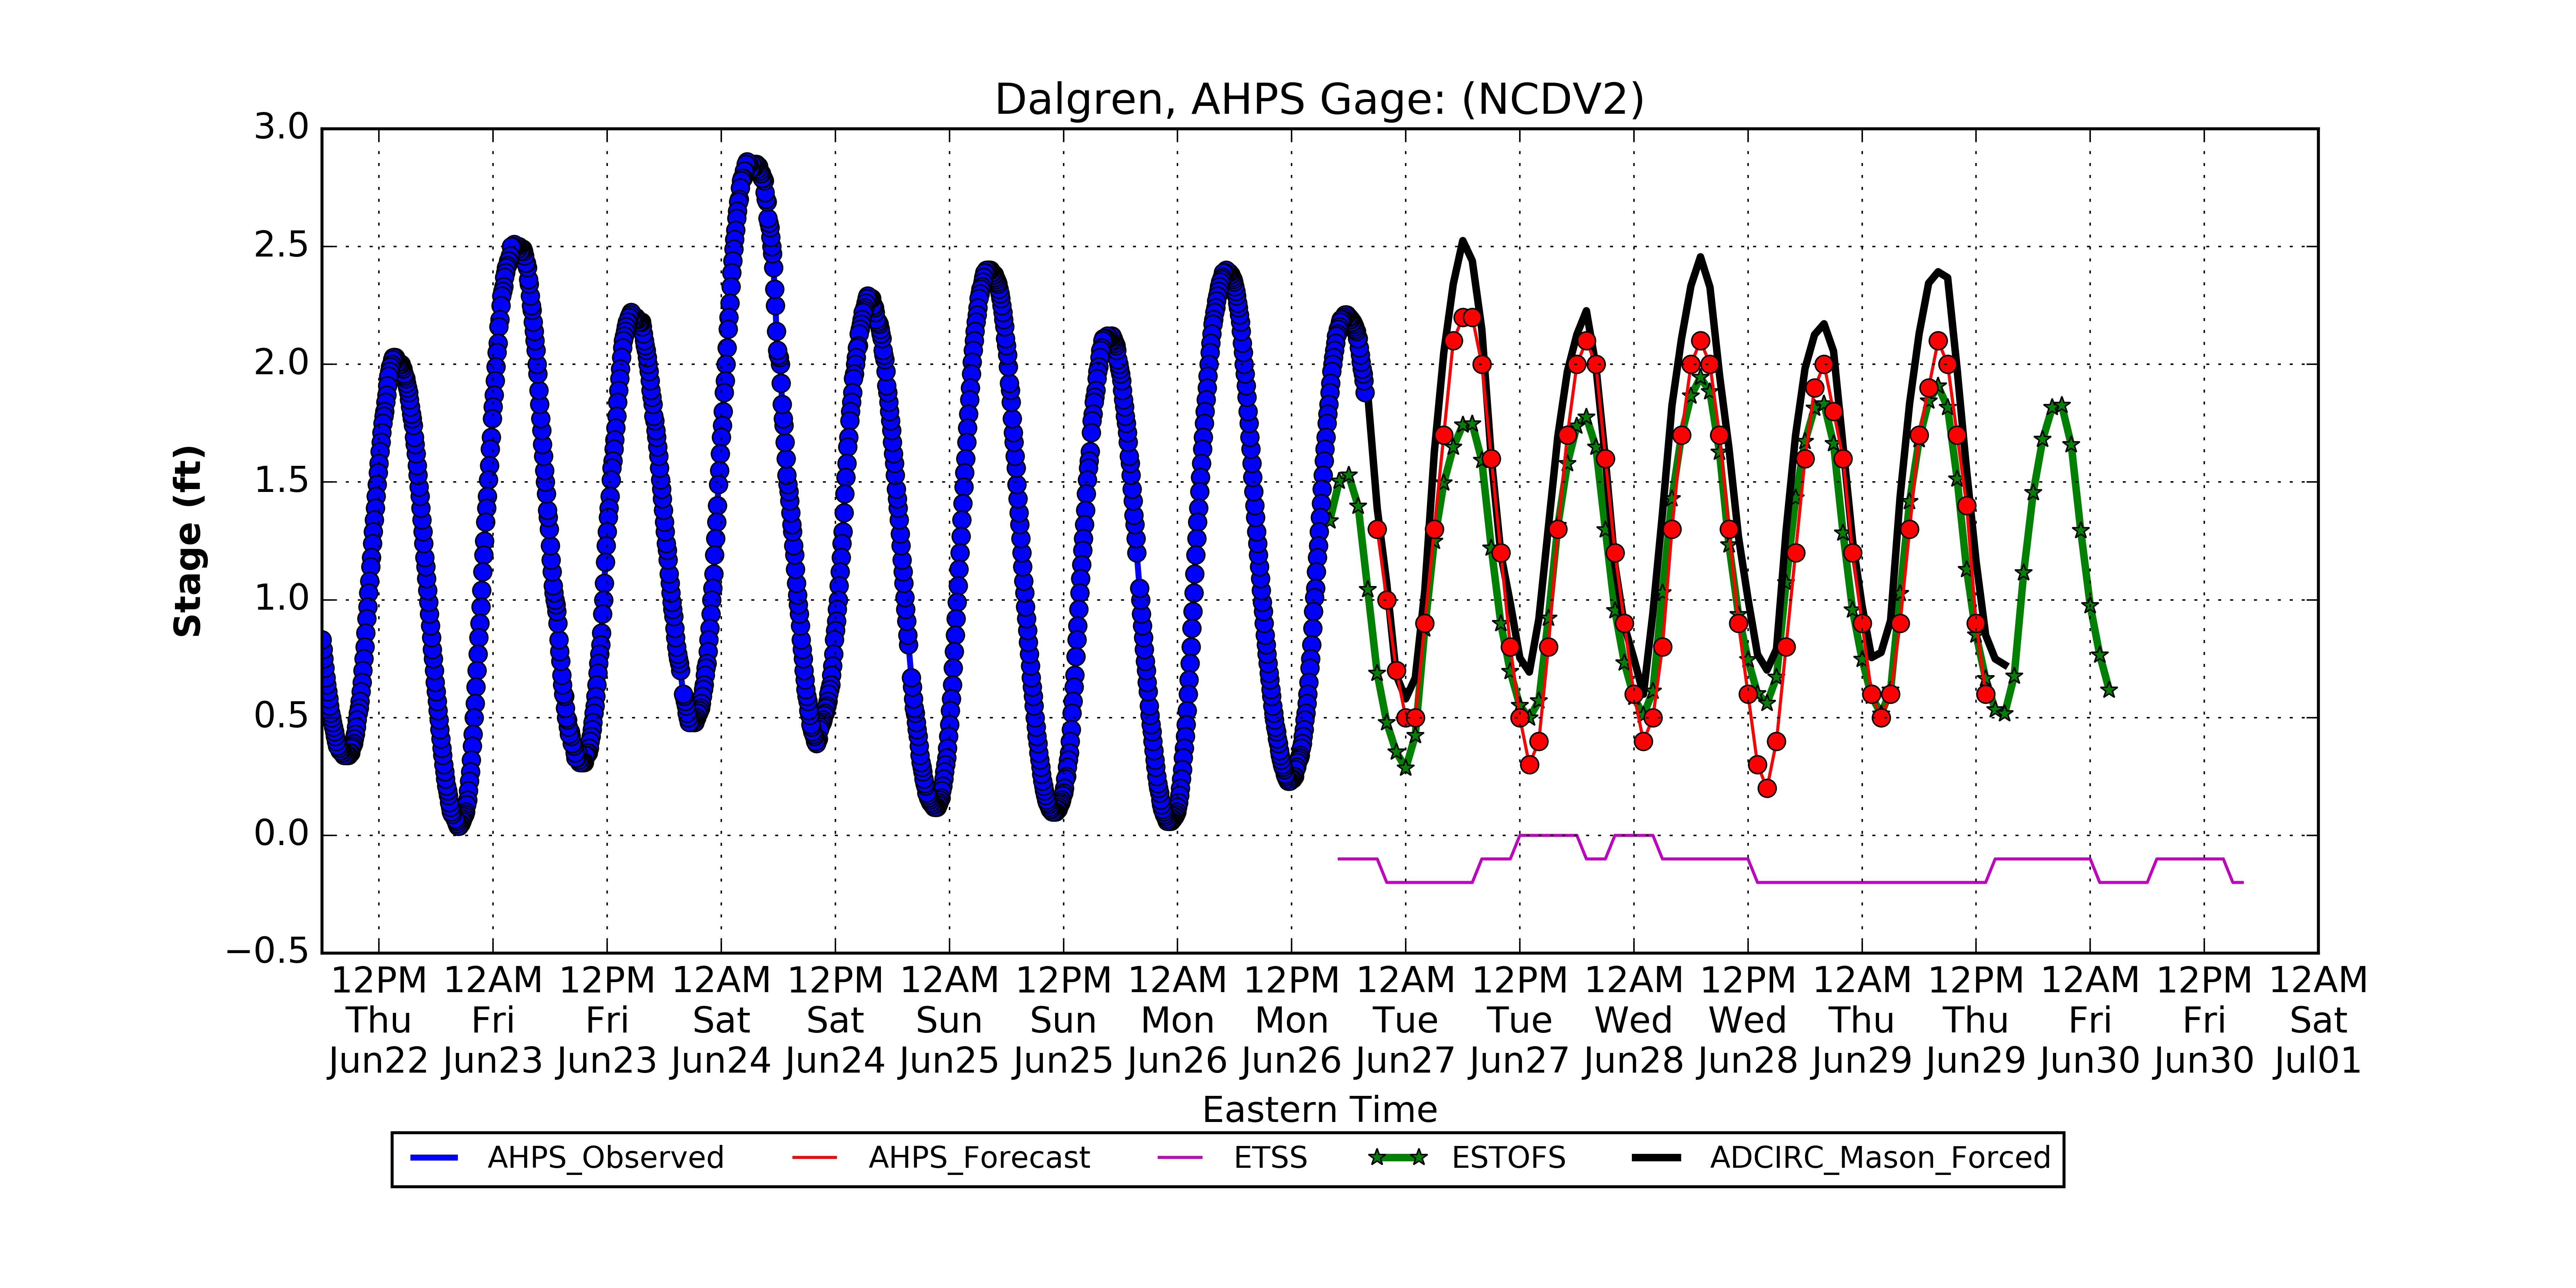 Dalgren, AHPS Gage: (NCDV2)
3.0
2.5
2.0
1.5
1.0
0.5
0.0
−0.5
Stage (ft)
12PM 12AM 12PM 12AM 12PM 12AM 12PM 12AM 12PM 12AM 12PM 12AM 12PM 12AM 12PM 12AM 12PM 12AM
Thu Fri Fri Sat Sat Sun Sun Mon Mon Tue Tue Wed Wed Thu Thu Fri Fri Sat
Jun22 Jun23 Jun23 Jun24 Jun24 Jun25 Jun25 Jun26 Jun26 Jun27 Jun27 Jun28 Jun28 Jun29 Jun29 Jun30 Jun30 Jul01
Eastern Time
AHPS_Observed AHPS_Forecast ETSS ESTOFS ADCIRC_Mason_Forced